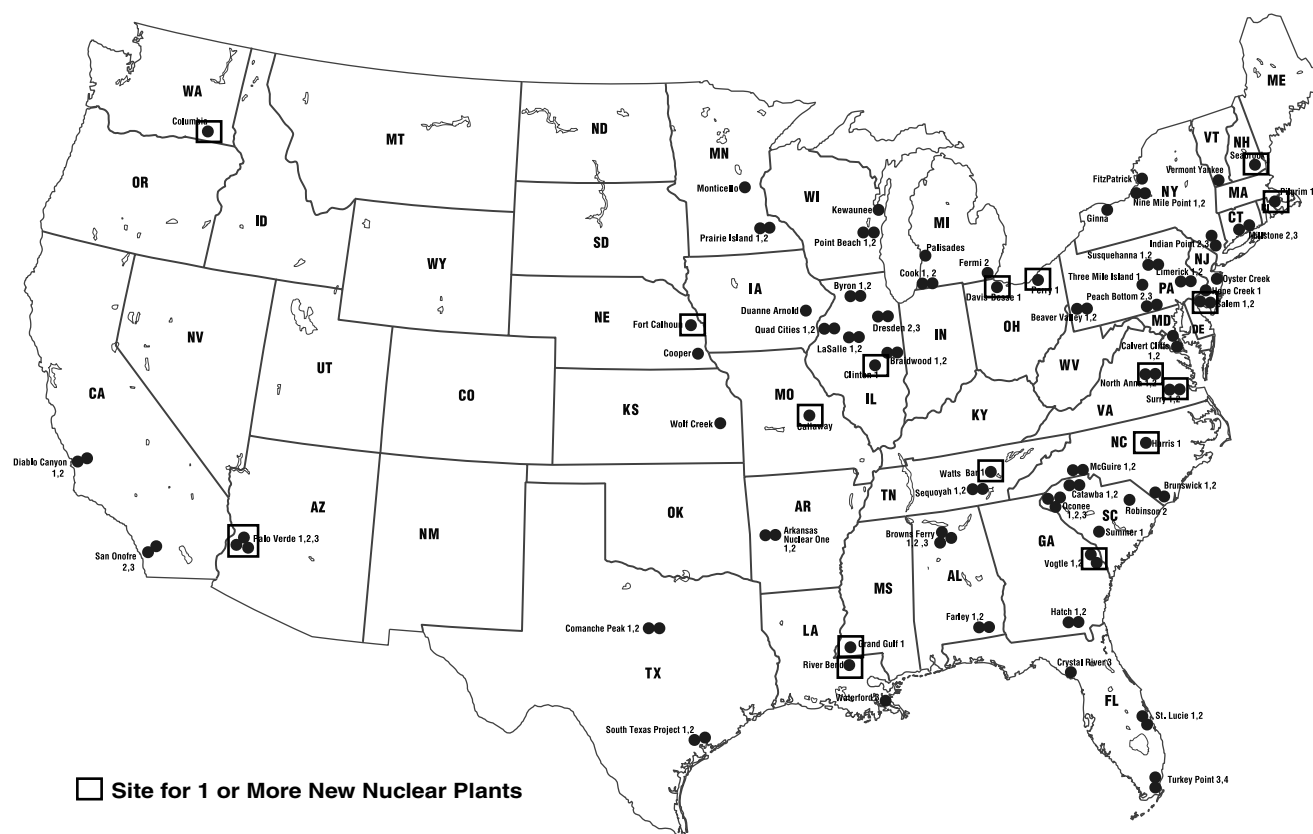 ME
WA
VT
NH
Columbia
MT
ND
MN
Seabrook
OR
Monticello
WI
FitzPatrick
Vermont Yankee
NY
MA
Pilgrim 1
Nine Mile Point 1,2
ID
Kewaunee
MI
Ginna
CT
Prairie Island 1,2
Point Beach 1,2
Millstone 2,3
SD
Palisades
Indian Point 2,3
Susquehanna 1,2
NJ
WY
Fermi 2
Three Mile Island 1
Limerick 1,2
Oyster Creek
IA
Cook 1, 2
Davis-Besse 1
Perry 1
PA
Hope Creek 1
Byron 1,2
Peach Bottom 2,3
Salem 1,2
NE
Duanne Arnold
Beaver Valley 1,2
MD
DE
Fort Calhoun
Quad Cities 1,2
Dresden 2,3
IN
OH
NV
LaSalle 1,2
Calvert Cliffs
1,2
Cooper
Braidwood 1,2
UT
WV
Clinton 1
North Anna 1,2
CA
CO
MO
IL
Surry 1,2
KS
KY
VA
Wolf Creek
Callaway
NC
Harris 1
Diablo Canyon
1,2
Watts Bar 1
McGuire 1,2
TN
Sequoyah 1,2
Catawba 1,2
Brunswick 1,2
AZ
AR
Oconee
1,2,3
SC
Robinson 2
OK
Arkansas
Nuclear One
1,2
Browns Ferry
1,2 ,3
Summer 1
NM
Palo Verde 1,2,3
GA
San Onofre
2,3
Vogtle 1,2
MS
AL
Farley 1,2
Hatch 1,2
Comanche Peak 1,2
LA
Grand Gulf 1
River Bend
Crystal River 3
TX
Waterford 3
FL
St. Lucie 1,2
South Texas Project 1,2
Turkey Point 3,4
Site for 1 or More New Nuclear Plants